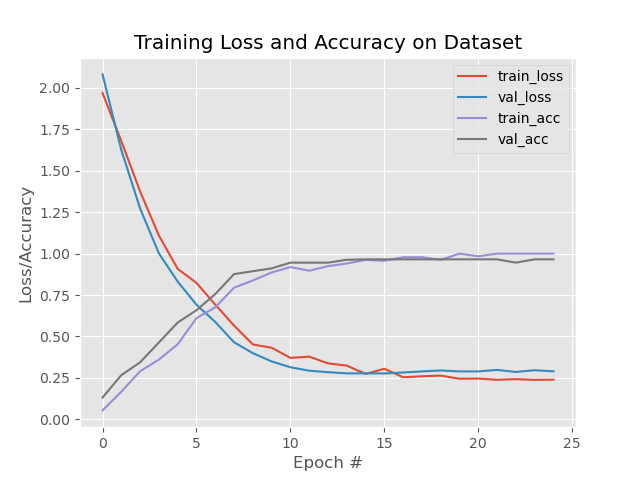 Training Loss and Accuracy on Dataset
train_loss
val_loss
train_acc
val_acc
2.00
1.75
1.50
1.25
1.00
0.75
0.50
0.25
0.00
Loss/Accuracy
0 5 10 15 20 25
Epoch #